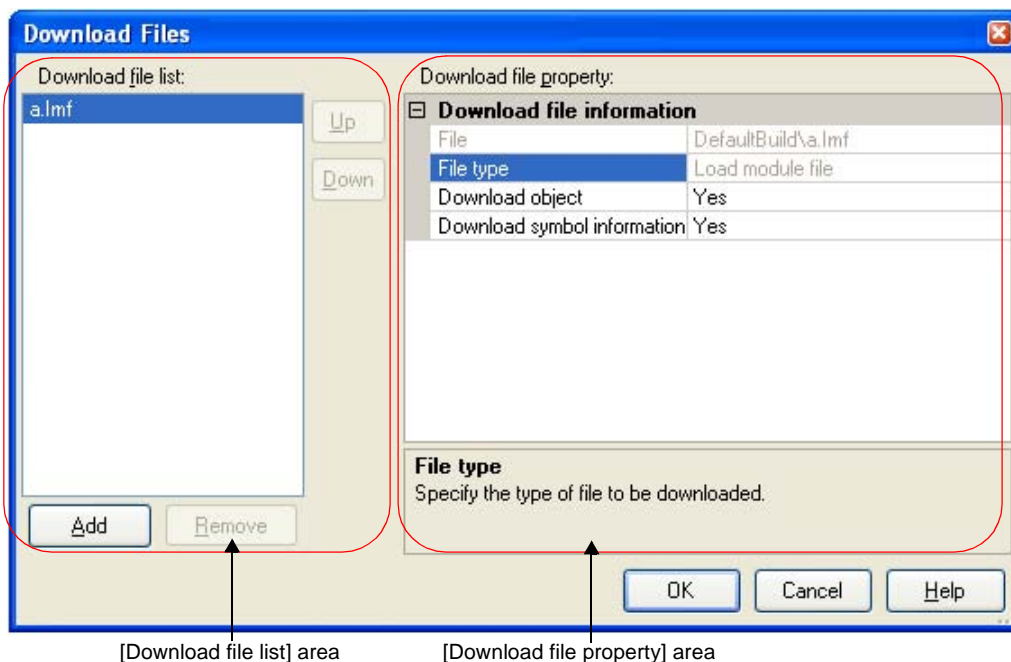 Download Files
Download file list:
a.lmf
Up
Down
Add
Remove
Download file property:
Download file information
File DefaultBuild\a.lmf
File type Load module file
Download object Yes
Download symbol information Yes
File type
Specify the type of file to be downloaded.
OK Cancel Help
[Download file list] area [Download file property] area